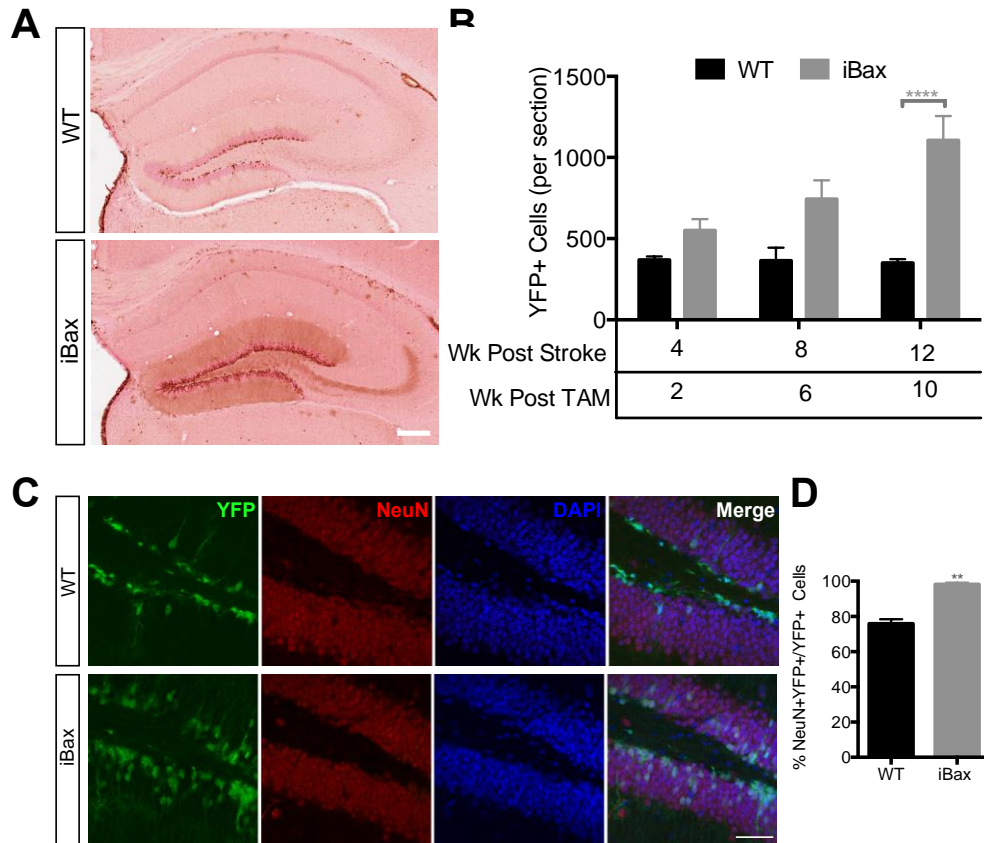 A
B
WT
iBax
WT iBax
1500
1000
500
0
YFP+ Cells (per section)
****
Wk Post Stroke 4 8 12
Wk Post TAM 2 6 10
C
D
WT
iBax
YFP
NeuN
DAPI
Merge
% NeuN+YFP+/YFP+ Cells
100
80
60
40
20
0
**
WT iBax